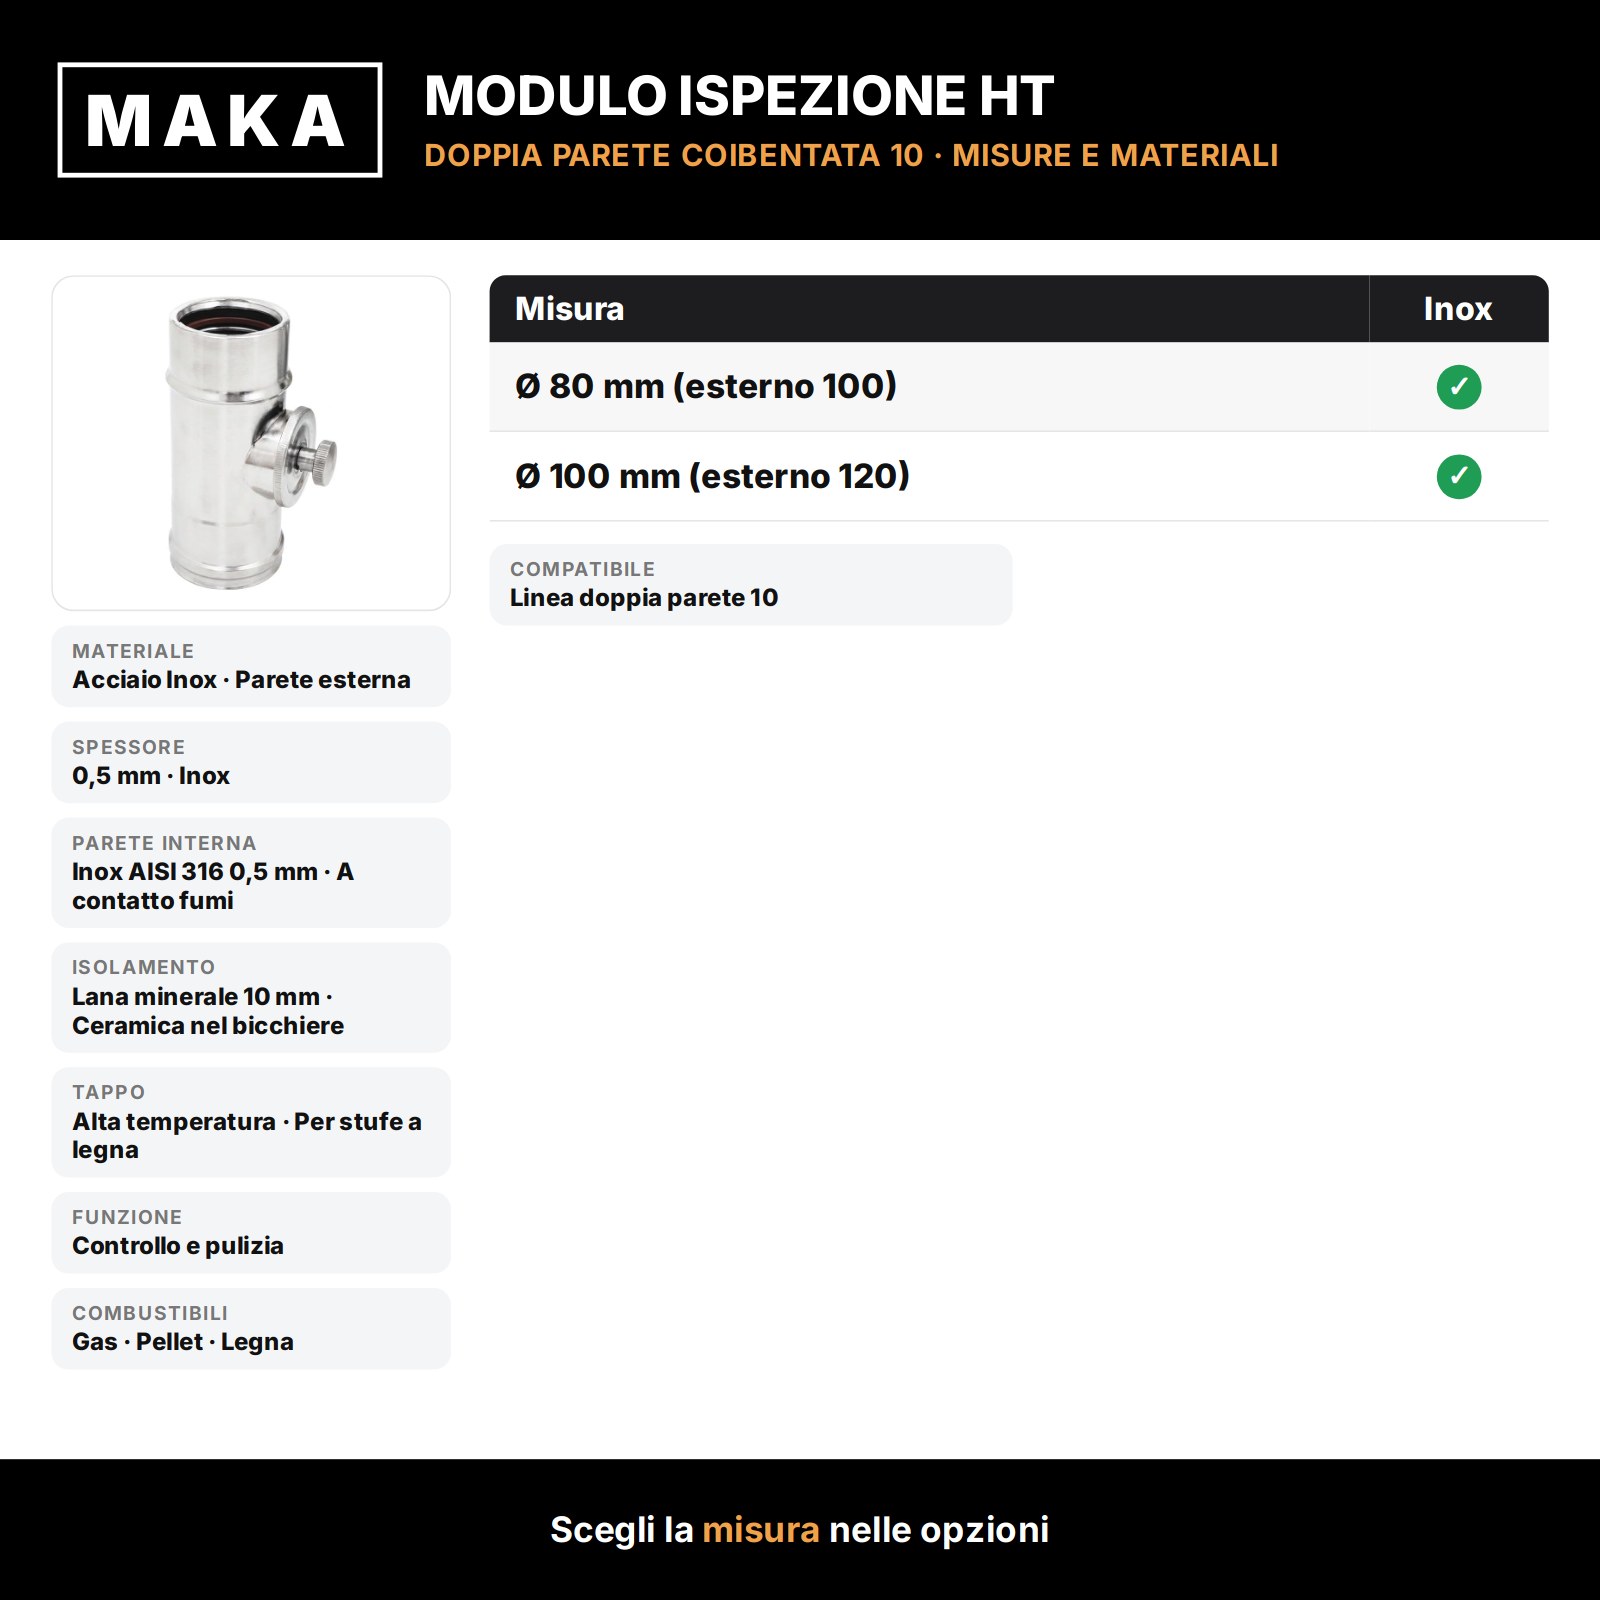 MAKA
MODULO ISPEZIONE HT
DOPPIA PARETE COIBENTATA 10 · MISURE E MATERIALI
Misura Inox
Ø 80 mm (esterno 100) ✓
Ø 100 mm (esterno 120) ✓
COMPATIBILE
Linea doppia parete 10
MATERIALE
Acciaio Inox · Parete esterna
SPESSORE
0,5 mm · Inox
PARETE INTERNA
Inox AISI 316 0,5 mm · A
contatto fumi
ISOLAMENTO
Lana minerale 10 mm ·
Ceramica nel bicchiere
TAPPO
Alta temperatura · Per stufe a
legna
FUNZIONE
Controllo e pulizia
COMBUSTIBILI
Gas · Pellet · Legna
Scegli la misura nelle opzioni